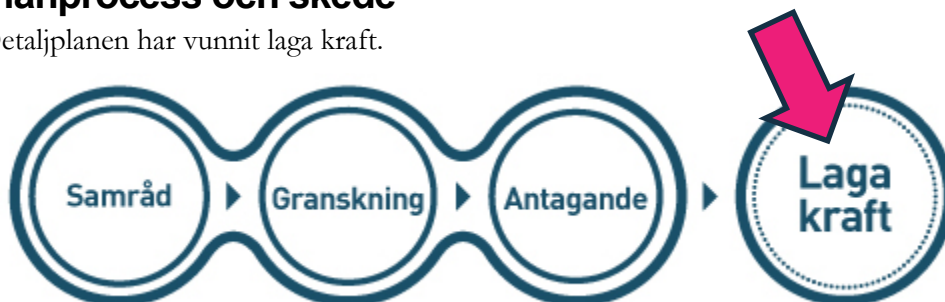 etaljplanen har vunnit laga kraft.
Samråd
Granskning
Antagande
Laga
kraft